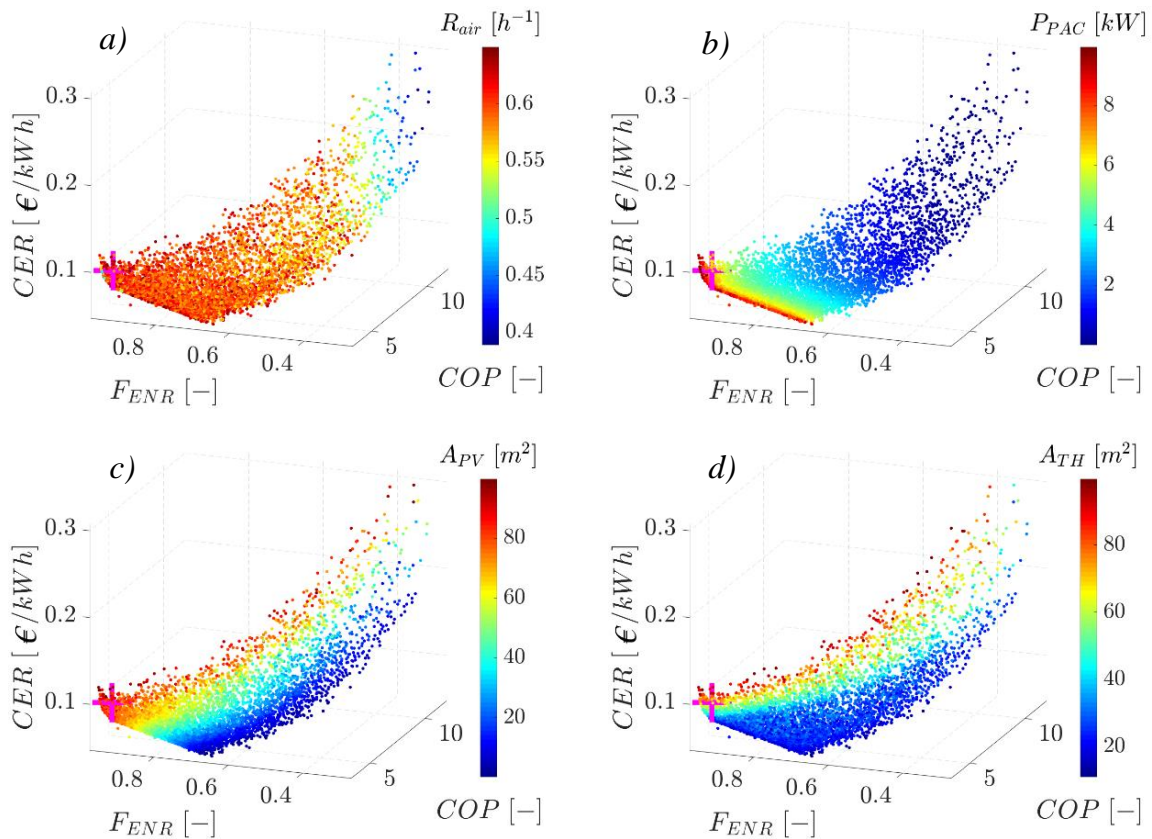 a)
R_air [h⁻¹]
CER [ €/kWh]
0.3
0.2
0.1
0.8
0.6
0.4
F_ENR [−]
5
10
COP [−]
0.6
0.55
0.5
0.45
0.4
b)
P_PAC [kW]
CER [ €/kWh]
0.3
0.2
0.1
0.8
0.6
0.4
F_ENR [−]
5
10
COP [−]
8
6
4
2
c)
A_PV [m²]
CER [ €/kWh]
0.3
0.2
0.1
0.8
0.6
0.4
F_ENR [−]
5
10
COP [−]
80
60
40
20
d)
A_TH [m²]
CER [ €/kWh]
0.3
0.2
0.1
0.8
0.6
0.4
F_ENR [−]
5
10
COP [−]
80
60
40
20